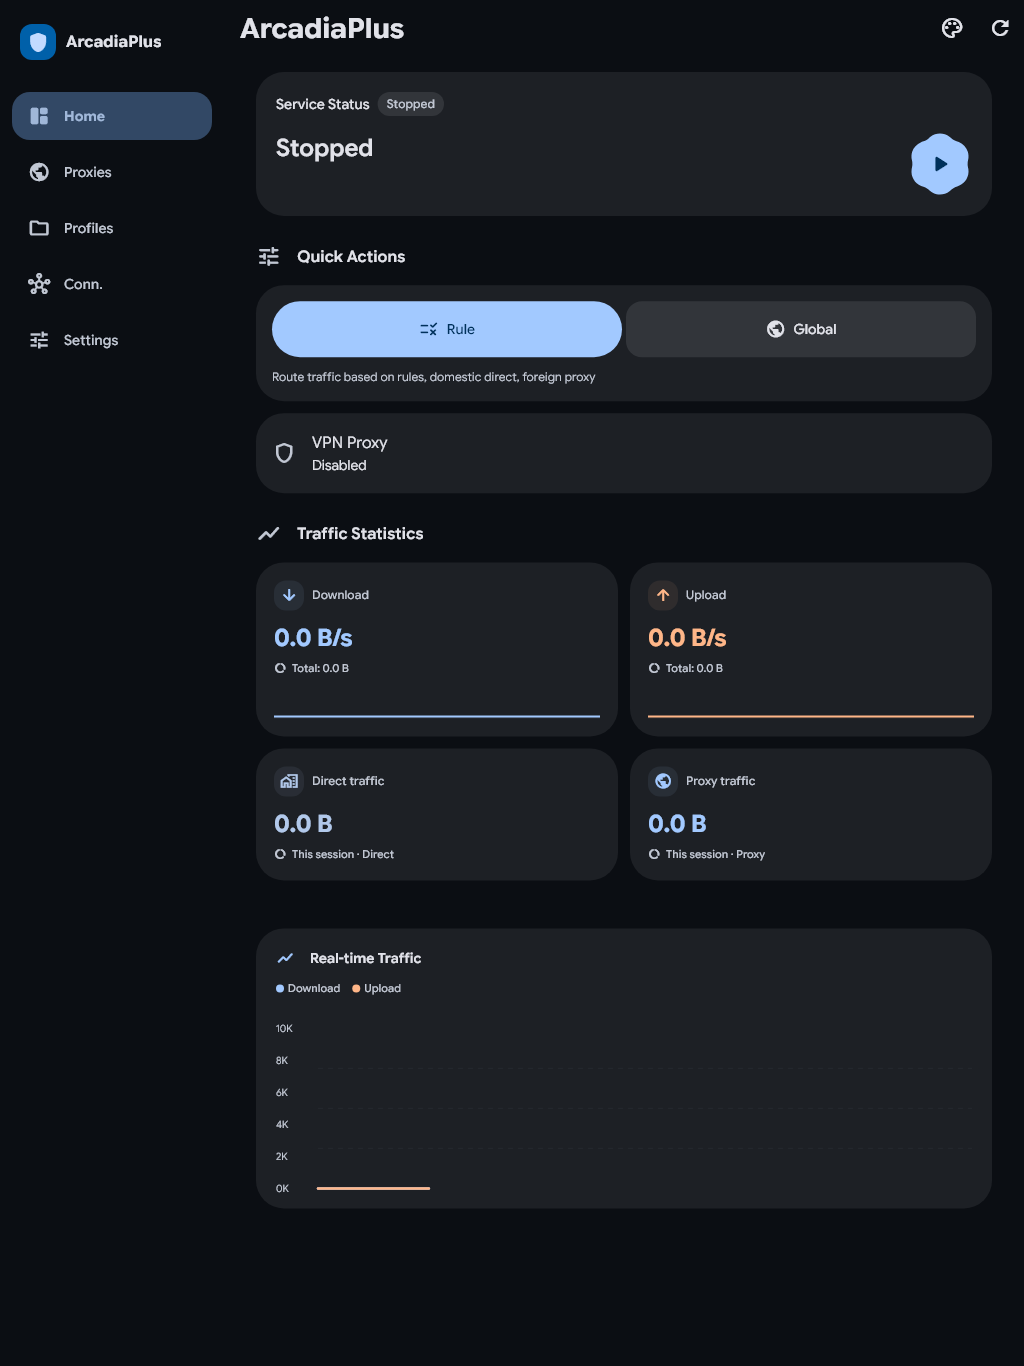 ArcadiaPlus
Home
Proxies
Profiles
Conn.
Settings
ArcadiaPlus
Service Status
Stopped
Stopped
Quick Actions
Rule
Global
Route traffic based on rules, domestic direct, foreign proxy
VPN Proxy
Disabled
Traffic Statistics
Download
0.0 B/s
Total: 0.0 B
Upload
0.0 B/s
Total: 0.0 B
Direct traffic
0.0 B
This session · Direct
Proxy traffic
0.0 B
This session · Proxy
Real-time Traffic
Download
Upload
10K
8K
6K
4K
2K
0K